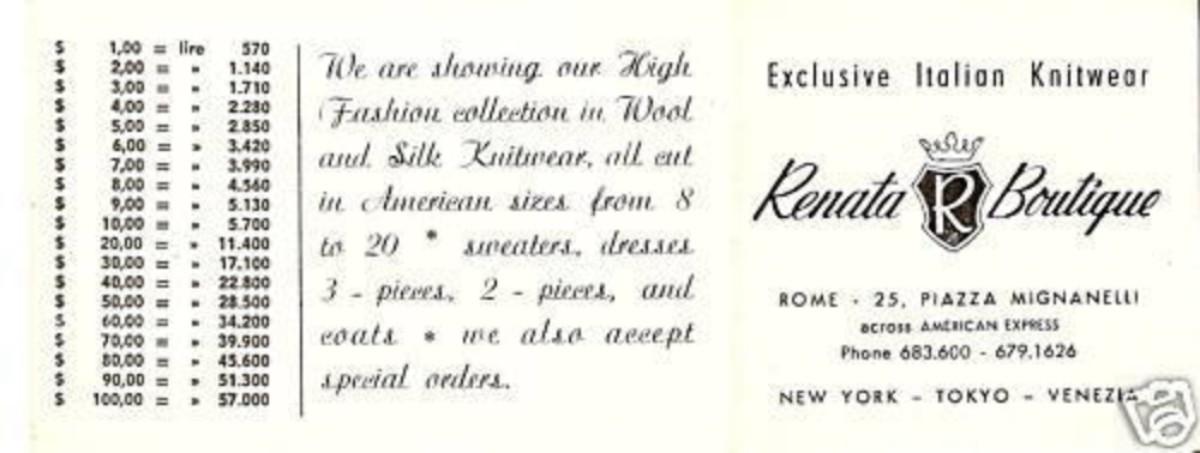 $ 1,00 = lire 570
$ 2,00 = » 1.140
$ 3,00 = » 1.710
$ 4,00 = » 2.280
$ 5,00 = » 2.850
$ 6,00 = » 3.420
$ 7,00 = » 3.990
$ 8,00 = » 4.560
$ 9,00 = » 5.130
$ 10,00 = » 5.700
$ 20,00 = » 11.400
$ 30,00 = » 17.100
$ 40,00 = » 22.800
$ 50,00 = » 28.500
$ 60,00 = » 34.200
$ 70,00 = » 39.900
$ 80,00 = » 45.600
$ 90,00 = » 51.300
$ 100,00 = » 57.000
We are showing our High
Fashion collection in Wool
and Silk Knitwear, all cut
in American sizes from 8
to 20 * sweaters, dresses
3 - pieces, 2 - pieces, and
coats * we also accept
special orders.
Exclusive Italian Knitwear
Renata R Boutique
ROME - 25, PIAZZA MIGNANELLI
across AMERICAN EXPRESS
Phone 683.600 - 679.1626
NEW YORK - TOKYO - VENEZIA